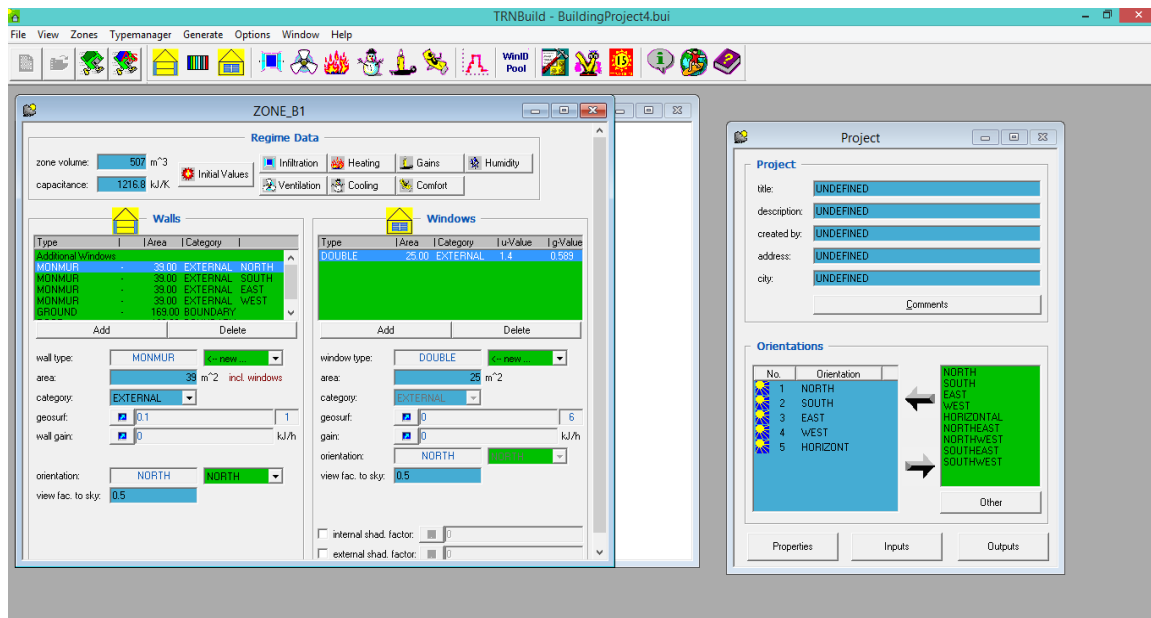 TRNBuild - BuildingProject4.bui
File View Zones Typemanager Generate Options Window Help
WinID Pool
15
ZONE_B1
Regime Data
zone volume: 507 m^3
capacitance: 1216.8 kJ/K
Initial Values
Infiltration Heating Gains Humidity
Ventilation Cooling Comfort
Walls
Type Area Category
Additional Windows
MONMUR - 39.00 EXTERNAL NORTH
MONMUR - 39.00 EXTERNAL SOUTH
MONMUR - 39.00 EXTERNAL EAST
MONMUR - 39.00 EXTERNAL WEST
GROUND - 169.00 BOUNDARY
Add Delete
wall type: MONMUR <-- new ...
area: 39 m^2 incl. windows
category: EXTERNAL
geosurf: 0.1 1
wall gain: 0 kJ/h
orientation: NORTH NORTH
view fac. to sky: 0.5
Windows
Type Area Category u-Value g-Value
DOUBLE 25.00 EXTERNAL 1.4 0.589
Add Delete
window type: DOUBLE <-- new ...
area: 25 m^2
category: EXTERNAL
geosurf: 0 6
gain: 0 kJ/h
orientation: NORTH
view fac. to sky: 0.5
internal shad. factor: 0
external shad. factor: 0
Project
Project
title: UNDEFINED
description: UNDEFINED
created by: UNDEFINED
address: UNDEFINED
city: UNDEFINED
Comments
Orientations
No. Orientation
1 NORTH
2 SOUTH
3 EAST
4 WEST
5 HORIZONT
NORTH
SOUTH
EAST
WEST
HORIZONTAL
NORTHEAST
NORTHWEST
SOUTHEAST
SOUTHWEST
Other
Properties Inputs Outputs